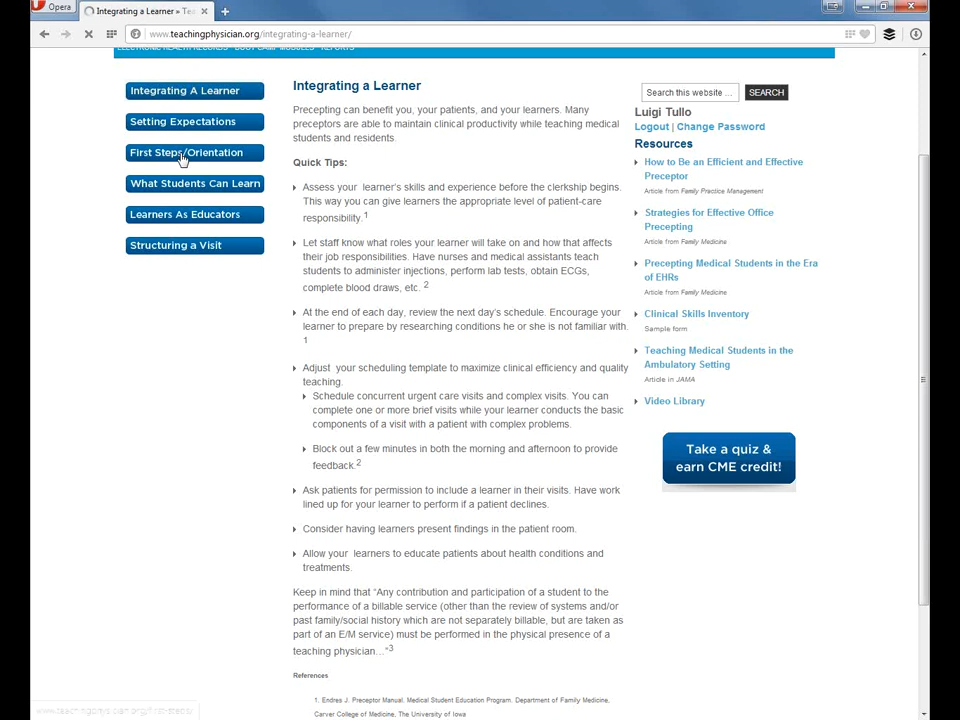 Opera
Integrating a Learner » Tea
www.teachingphysician.org/integrating-a-learner/
ELECTRONIC HEALTH RECORDS BOOT CAMP MODULES REPORTS
Integrating A Learner
Setting Expectations
First Steps/Orientation
What Students Can Learn
Learners As Educators
Structuring a Visit
Integrating a Learner
Precepting can benefit you, your patients, and your learners. Many
preceptors are able to maintain clinical productivity while teaching medical
students and residents.
Quick Tips:
Assess your learner's skills and experience before the clerkship begins.
This way you can give learners the appropriate level of patient-care
responsibility.1
Let staff know what roles your learner will take on and how that affects
their job responsibilities. Have nurses and medical assistants teach
students to administer injections, perform lab tests, obtain ECGs,
complete blood draws, etc. 2
At the end of each day, review the next day's schedule. Encourage your
learner to prepare by researching conditions he or she is not familiar with.
1
Adjust your scheduling template to maximize clinical efficiency and quality
teaching.
Schedule concurrent urgent care visits and complex visits. You can
complete one or more brief visits while your learner conducts the basic
components of a visit with a patient with complex problems.
Block out a few minutes in both the morning and afternoon to provide
feedback.2
Ask patients for permission to include a learner in their visits. Have work
lined up for your learner to perform if a patient declines.
Consider having learners present findings in the patient room.
Allow your learners to educate patients about health conditions and
treatments.
Keep in mind that "Any contribution and participation of a student to the
performance of a billable service (other than the review of systems and/or
past family/social history which are not separately billable, but are taken as
part of an E/M service) must be performed in the physical presence of a
teaching physician…"3
References
1. Endres J. Preceptor Manual. Medical Student Education Program. Department of Family Medicine,
Carver College of Medicine, The University of Iowa
Search this website ...
SEARCH
Luigi Tullo
Logout | Change Password
Resources
How to Be an Efficient and Effective
Preceptor
Article from Family Practice Management
Strategies for Effective Office
Precepting
Article from Family Medicine
Precepting Medical Students in the Era
of EHRs
Article from Family Medicine
Clinical Skills Inventory
Sample form
Teaching Medical Students in the
Ambulatory Setting
Article in JAMA
Video Library
Take a quiz &
earn CME credit!
www.teachingphysician.org/first-steps/